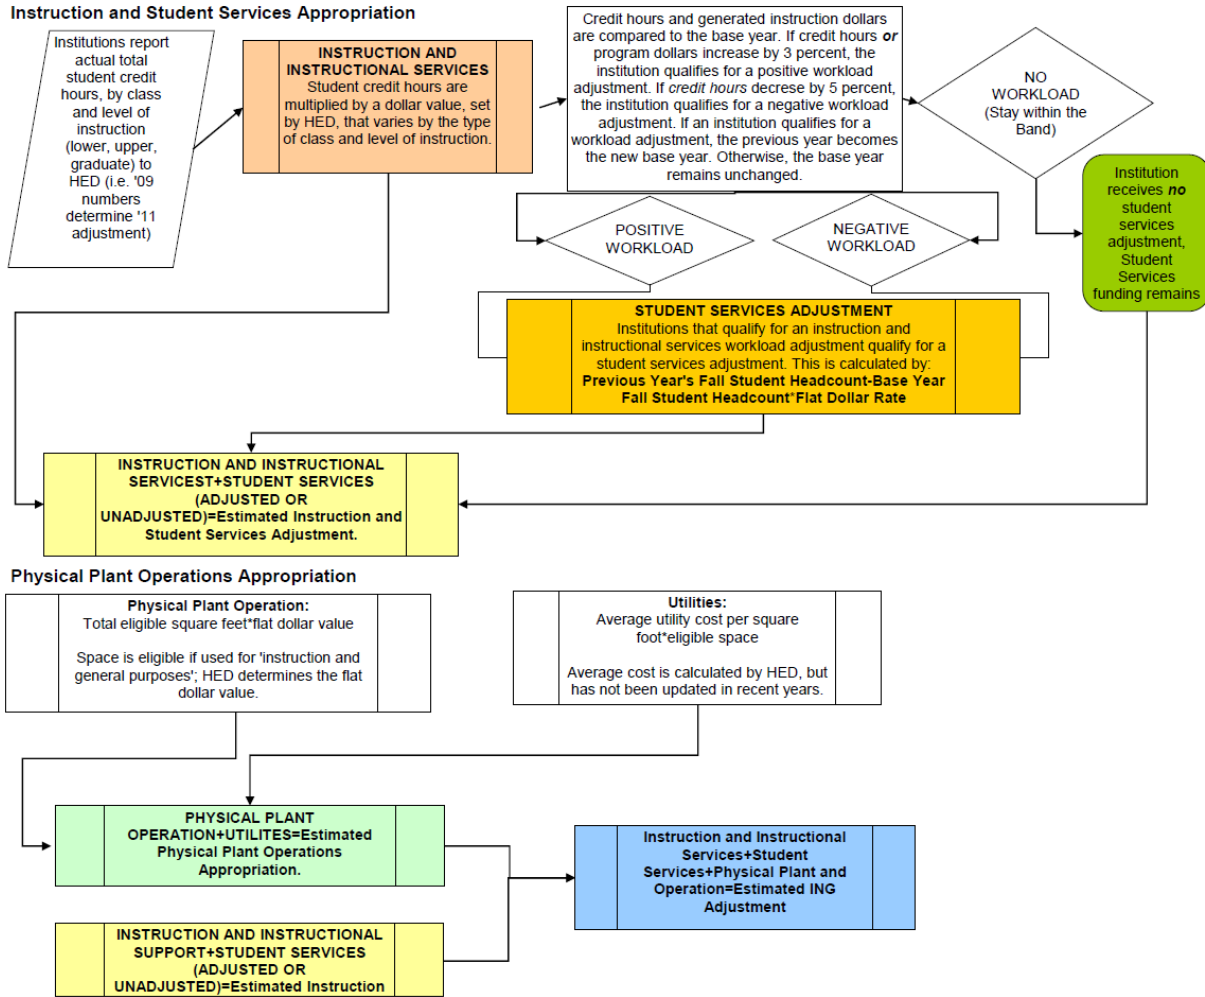 Instruction and Student Services Appropriation
Institutions report
actual total
student credit
hours, by class
and level of
instruction
(lower, upper,
graduate) to
HED (i.e. '09
numbers
determine '11
adjustment)
INSTRUCTION AND
INSTRUCTIONAL SERVICES
Student credit hours are
multiplied by a dollar value, set
by HED, that varies by the type
of class and level of instruction.
Credit hours and generated instruction dollars
are compared to the base year. If credit hours or
program dollars increase by 3 percent, the
institution qualifies for a positive workload
adjustment. If credit hours decrese by 5 percent,
the institution qualifies for a negative workload
adjustment. If an institution qualifies for a
workload adjustment, the previous year becomes
the new base year. Otherwise, the base year
remains unchanged.
NO
WORKLOAD
(Stay within the
Band)
POSITIVE
WORKLOAD
NEGATIVE
WORKLOAD
Institution
receives no
student
services
adjustment,
Student
Services
funding remains
STUDENT SERVICES ADJUSTMENT
Institutions that qualify for an instruction and
instructional services workload adjustment qualify for a
student services adjustment. This is calculated by:
Previous Year's Fall Student Headcount-Base Year
Fall Student Headcount*Flat Dollar Rate
INSTRUCTION AND INSTRUCTIONAL
SERVICEST+STUDENT SERVICES
(ADJUSTED OR
UNADJUSTED)=Estimated Instruction and
Student Services Adjustment.
Physical Plant Operations Appropriation
Physical Plant Operation:
Total eligible square feet*flat dollar value
Space is eligible if used for 'instruction and
general purposes'; HED determines the flat
dollar value.
Utilities:
Average utility cost per square
foot*eligible space
Average cost is calculated by HED, but
has not been updated in recent years.
PHYSICAL PLANT
OPERATION+UTILITES=Estimated
Physical Plant Operations
Appropriation.
Instruction and Instructional
Services+Student
Services+Physical Plant and
Operation=Estimated ING
Adjustment
INSTRUCTION AND INSTRUCTIONAL
SUPPORT+STUDENT SERVICES
(ADJUSTED OR
UNADJUSTED)=Estimated Instruction